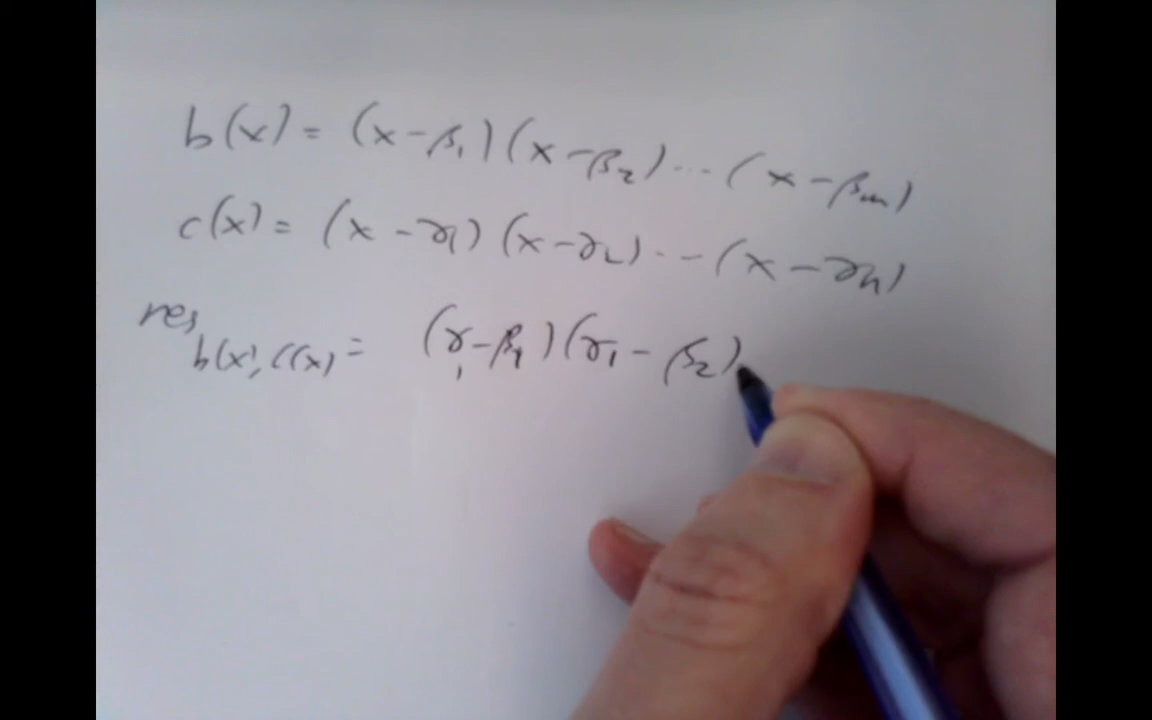 b(x) = (x-β₁)(x-β₂)...(x-βₘ)
c(x) = (x-γ₁)(x-γ₂)...(x-γₙ)
res b(x), c(x) = (γ₁-β₁)(γ₁-β₂)